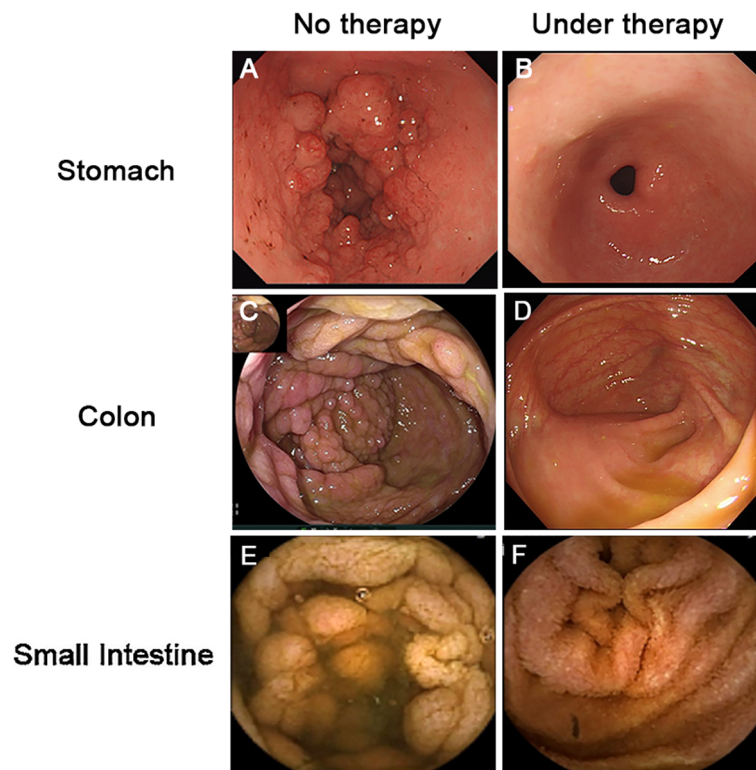 No therapy Under therapy
A B
Stomach
C D
Colon
E F
Small Intestine